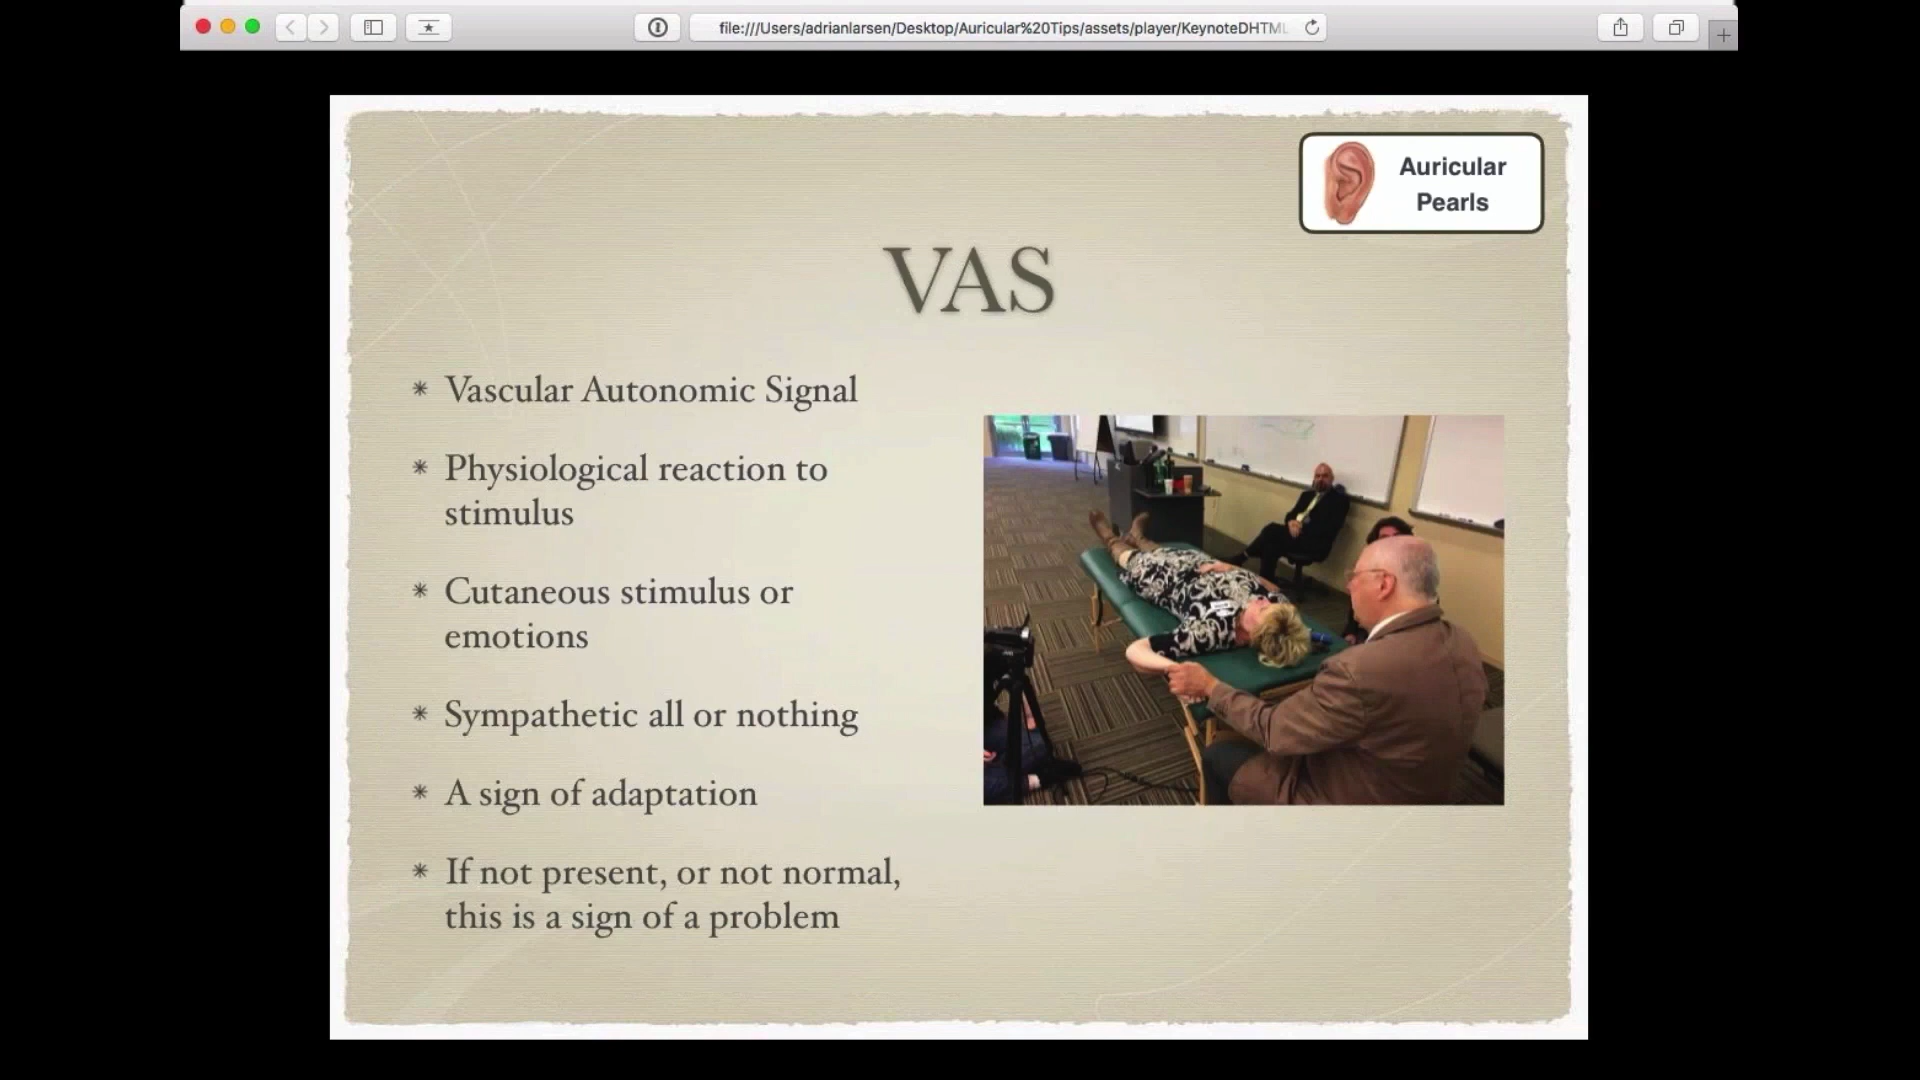 file:///Users/adrianlarsen/Desktop/Auricular%20Tips/assets/player/KeynoteDHTML
Auricular
Pearls
VAS
* Vascular Autonomic Signal
* Physiological reaction to
stimulus
* Cutaneous stimulus or
emotions
* Sympathetic all or nothing
* A sign of adaptation
* If not present, or not normal,
this is a sign of a problem